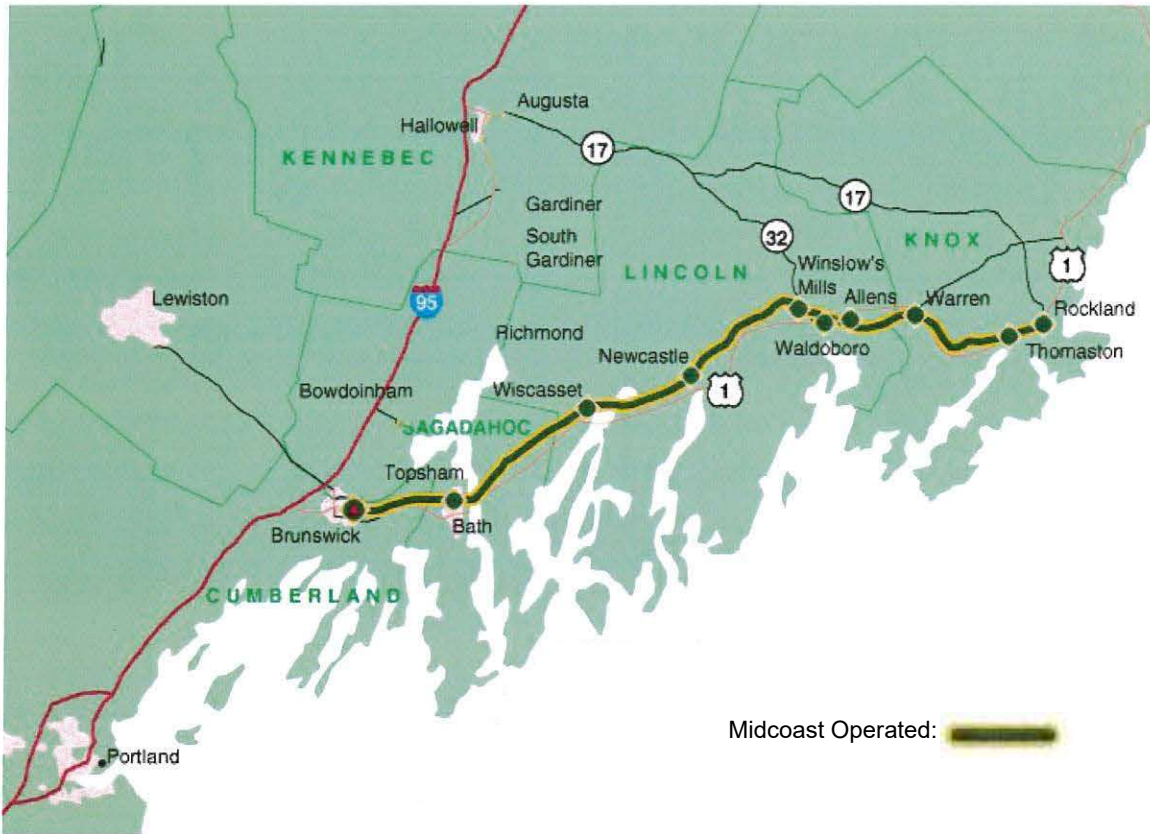 Augusta
Hallowell
17
KENNEBEC
17
Gardiner
South
Gardiner
32
KNOX
LINCOLN
Winslow's
Mills
1
Lewiston
95
Allens
Warren
Rockland
Richmond
Newcastle
Waldoboro
Thomaston
Bowdoinham
Wiscasset
1
SAGADAHOC
Topsham
Brunswick
Bath
CUMBERLAND
Midcoast Operated:
Portland